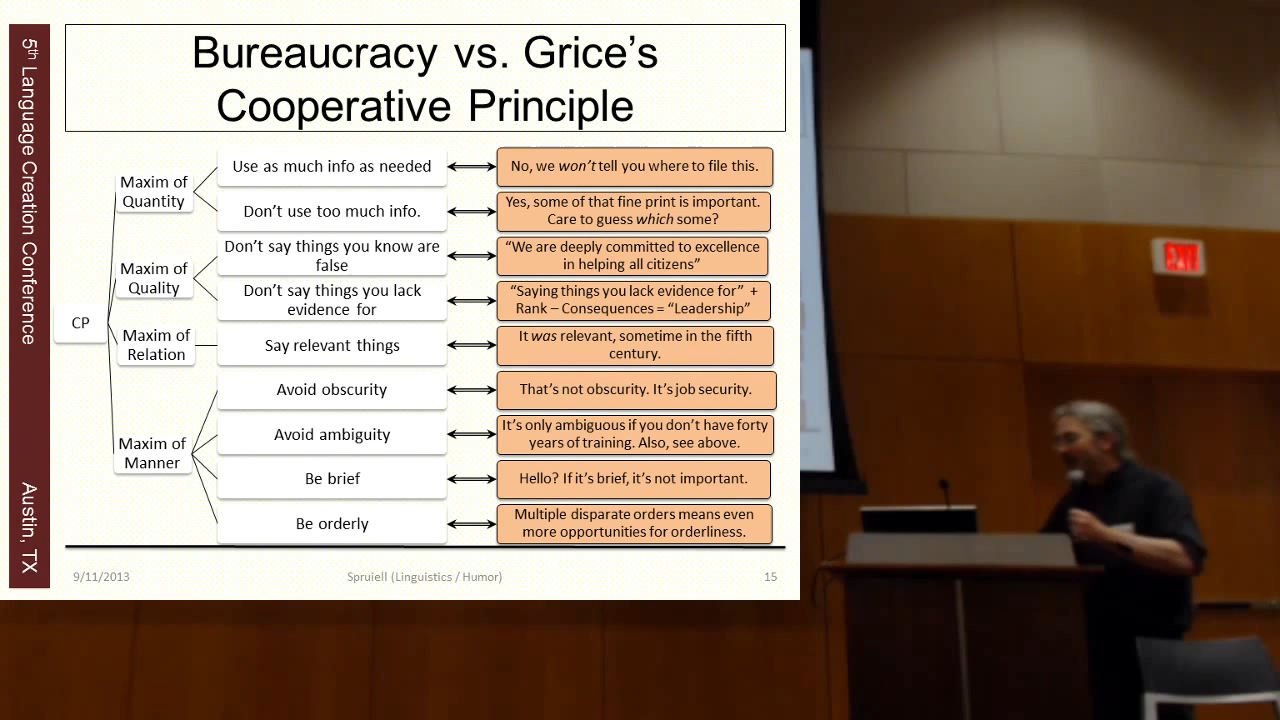 5th Language Creation Conference
Austin, TX
Bureaucracy vs. Grice's
Cooperative Principle
CP
Maxim of
Quantity
Use as much info as needed
No, we won't tell you where to file this.
Don't use too much info.
Yes, some of that fine print is important.
Care to guess which some?
Maxim of
Quality
Don't say things you know are
false
"We are deeply committed to excellence
in helping all citizens"
Don't say things you lack
evidence for
"Saying things you lack evidence for" +
Rank – Consequences = "Leadership"
Maxim of
Relation
Say relevant things
It was relevant, sometime in the fifth
century.
Maxim of
Manner
Avoid obscurity
That's not obscurity. It's job security.
Avoid ambiguity
It's only ambiguous if you don't have forty
years of training. Also, see above.
Be brief
Hello? If it's brief, it's not important.
Be orderly
Multiple disparate orders means even
more opportunities for orderliness.
9/11/2013
Spruiell (Linguistics / Humor)
15
EXIT